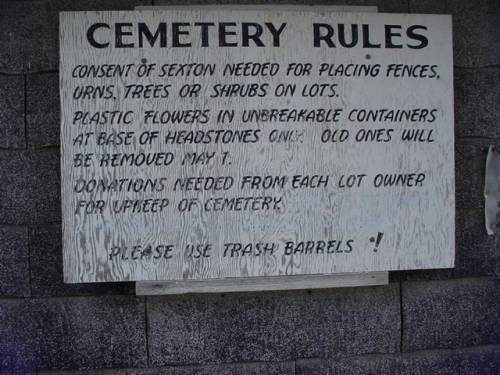 CEMETERY RULES
CONSENT OF SEXTON NEEDED FOR PLACING FENCES,
URNS, TREES OR SHRUBS ON LOTS.
PLASTIC FLOWERS IN UNBREAKABLE CONTAINERS
AT BASE OF HEADSTONES ONLY. OLD ONES WILL
BE REMOVED MAY 1.
DONATIONS NEEDED FROM EACH LOT OWNER
FOR UPKEEP OF CEMETERY.
PLEASE USE TRASH BARRELS !